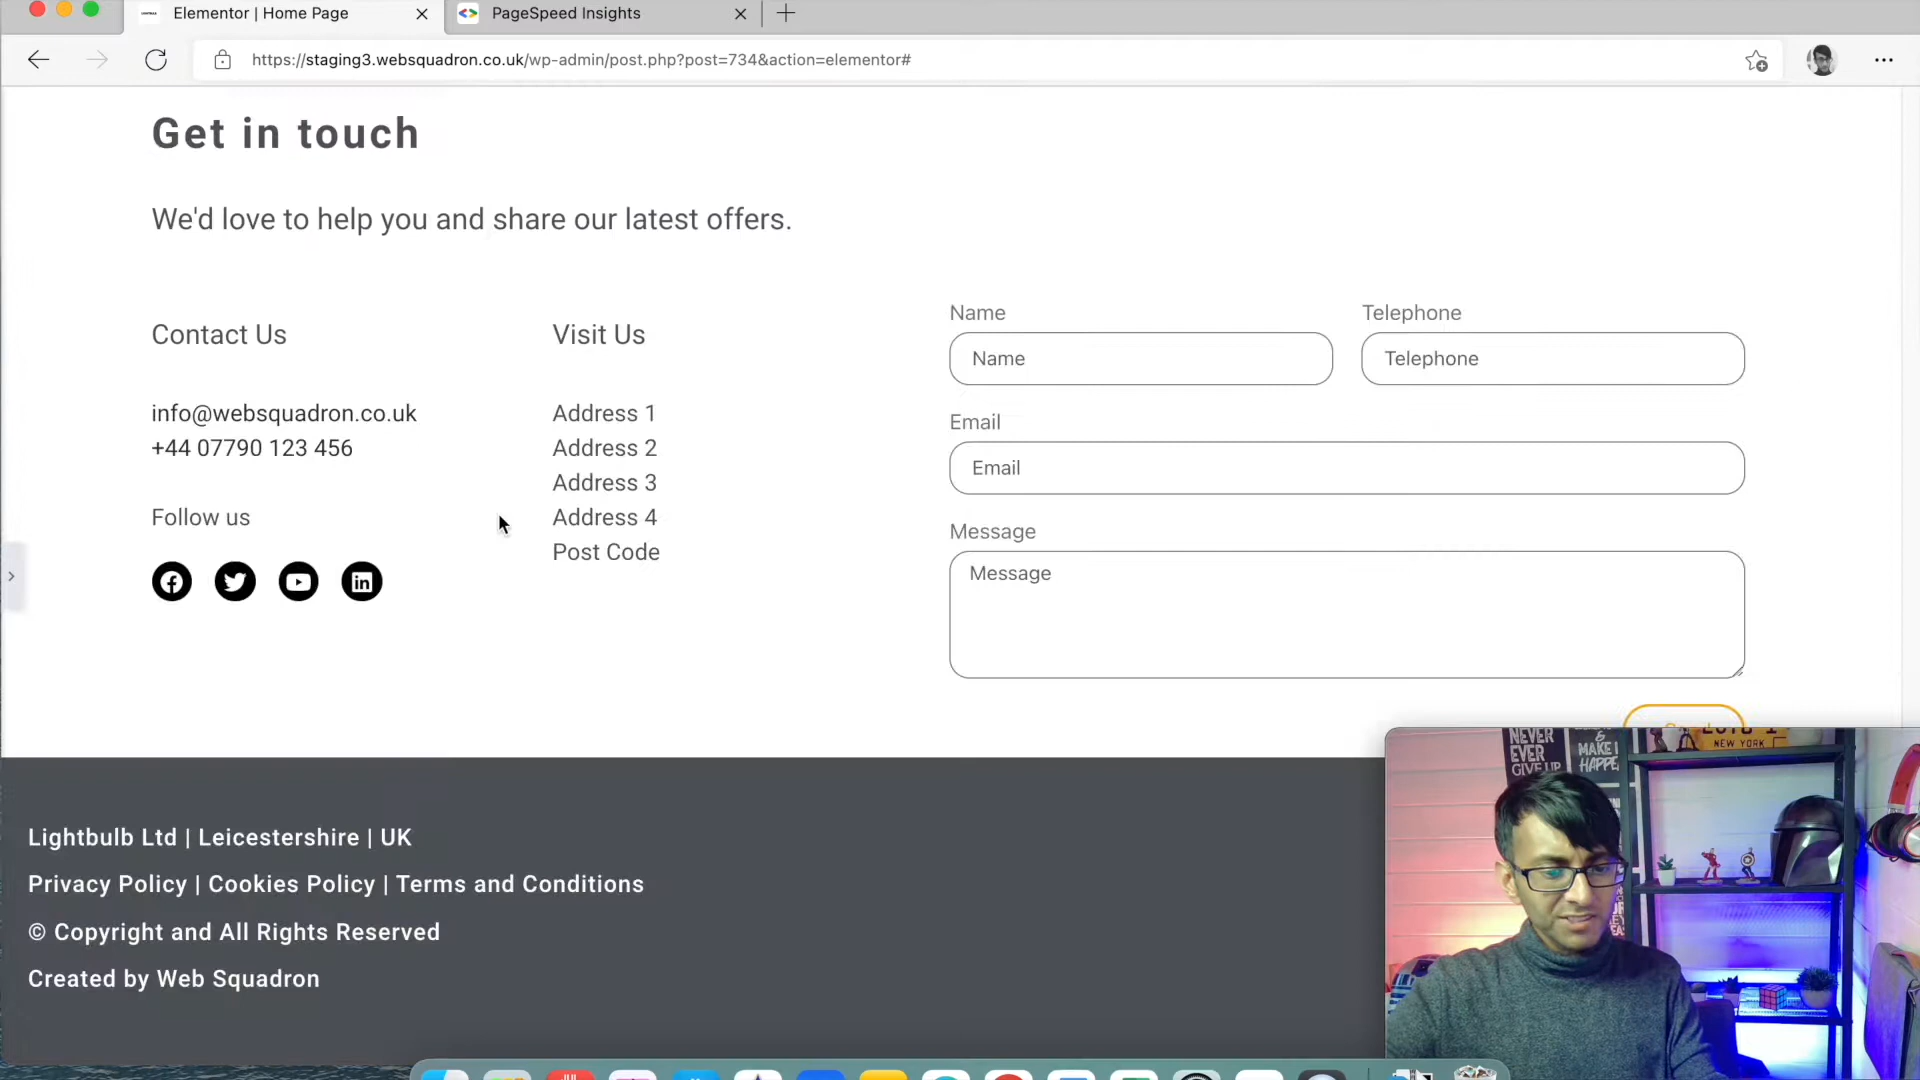 Elementor | Home Page
PageSpeed Insights
https://staging3.websquadron.co.uk/wp-admin/post.php?post=734&action=elementor#
Get in touch
We'd love to help you and share our latest offers.
Contact Us
info@websquadron.co.uk
+44 07790 123 456
Follow us
Visit Us
Address 1
Address 2
Address 3
Address 4
Post Code
Name
Name
Telephone
Telephone
Email
Email
Message
Message
Lightbulb Ltd | Leicestershire | UK
Privacy Policy | Cookies Policy | Terms and Conditions
© Copyright and All Rights Reserved
Created by Web Squadron
NEVER
EVER
GIVE UP
&
MAKE
HAPPE
NEW YORK